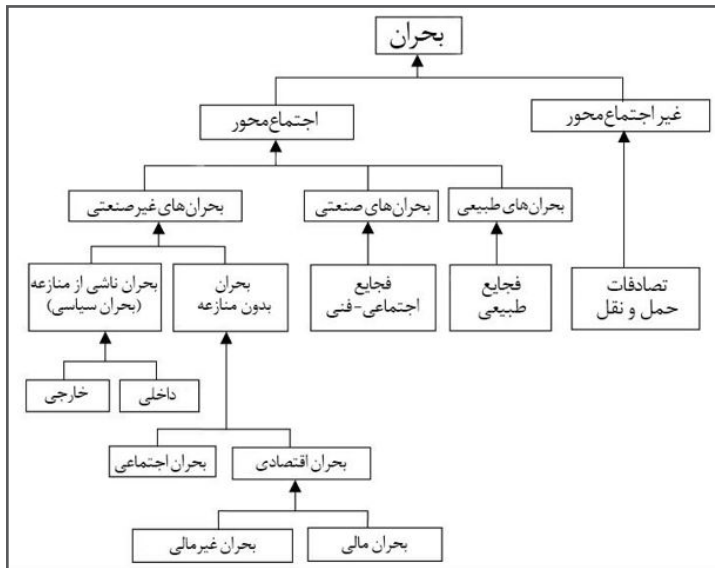 بحران
غیر اجتماع‌محور
اجتماع‌محور
بحران‌های طبیعی
بحران‌های صنعتی
بحران‌های غیرصنعتی
تصادفات
حمل و نقل
فجایع
طبیعی
فجایع
اجتماعی-فنی
بحران
بدون منازعه
بحران ناشی از منازعه
(بحران سیاسی)
داخلی
خارجی
بحران اقتصادی
بحران اجتماعی
بحران مالی
بحران غیرمالی